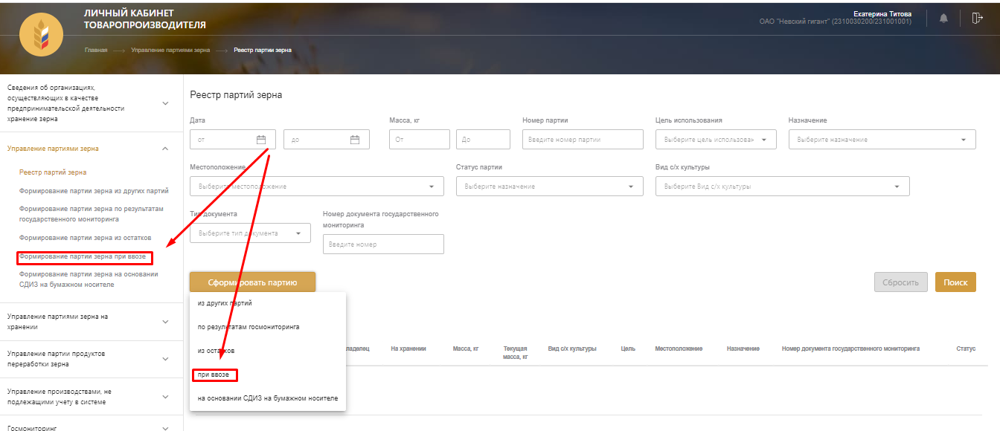 ЛИЧНЫЙ КАБИНЕТ
ТОВАРОПРОИЗВОДИТЕЛЯ
Екатерина Титова
ОАО "Невский гигант" (2310030200/231001001)
Главная
Управление партиями зерна
Реестр партий зерна
Сведения об организациях,
осуществляющих в качестве
предпринимательской деятельности
хранение зерна
Управление партиями зерна
Реестр партий зерна
Формирование партии зерна из других партий
Формирование партии зерна по результатам
государственного мониторинга
Формирование партии зерна из остатков
Формирование партии зерна при ввозе
Формирование партии зерна на основании
СДИЗ на бумажном носителе
Управление партиями зерна на
хранении
Управление партии продуктов
переработки зерна
Управление производствами, не
подлежащими учету в системе
Госмониторинг
Реестр партий зерна
Дата
Масса, кг
Номер партии
Цель использования
Назначение
от
до
От
До
Введите номер партии
Выберите цель использован
Выберите назначение
Местоположение
Статус партии
Вид с/х культуры
Выберите местоположение
Выберите назначение
Выберите Вид с/х культуры
Тип документа
Номер документа государственного
мониторинга
Выберите тип документа
Введите номер
Сформировать партию
Сбросить
Поиск
из других партий
по результатам госмониторинга
из остатков
при ввозе
на основании СДИЗ на бумажном носителе
ладелец
На хранении
Масса, кг
Текущая
масса, кг
Вид с/х культуры
Цель
Местоположение
Назначение
Номер документа государственного мониторинга
Статус